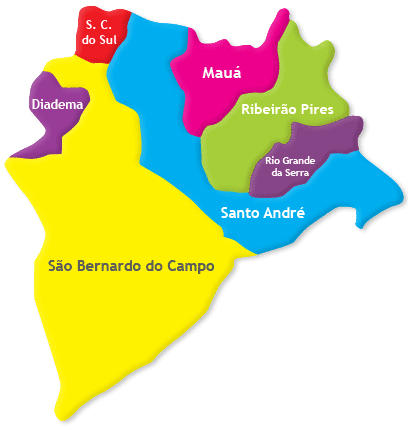 S. C.
do Sul
Mauá
Diadema
Ribeirão Pires
Rio Grande
da Serra
Santo André
São Bernardo do Campo